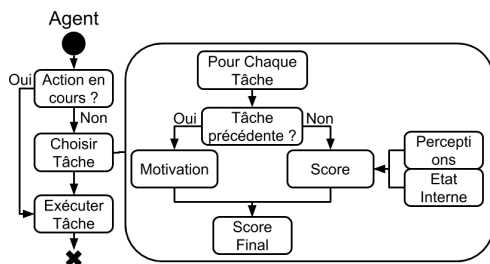 Agent
Oui
Action en
cours ?
Non
Choisir
Tâche
Exécuter
Tâche
Pour Chaque
Tâche
Oui
Tâche
précédente ?
Non
Motivation
Score
Percepti
ons
Etat
Interne
Score
Final